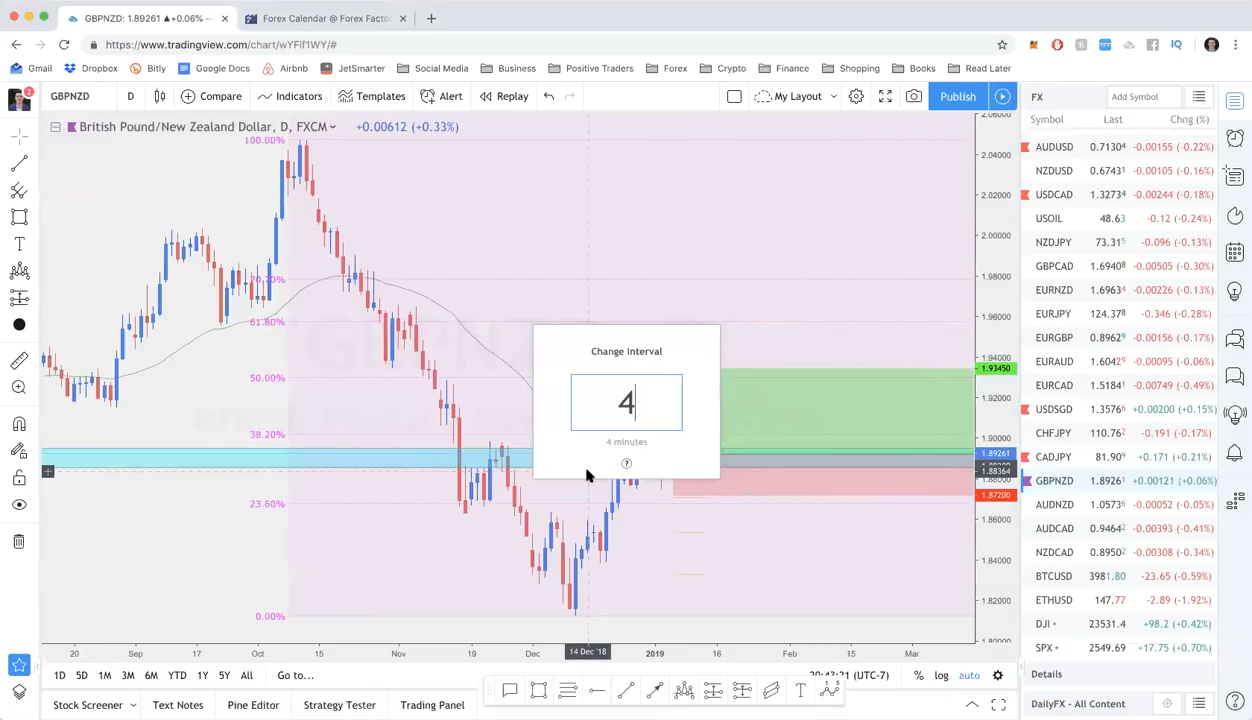 GBPNZD: 1.89261 ▲+0.06% ~
Forex Calendar @ Forex Facto
https://www.tradingview.com/chart/wYFif1WY/#
Gmail Dropbox Bitly Google Docs Airbnb JetSmarter Social Media Business Positive Traders Forex Crypto Finance Shopping Books Read Later
2 GBPNZD D Compare Indicators Templates Alert Replay My Layout Publish
British Pound/New Zealand Dollar, D, FXCM +0.00612 (+0.33%)
100.00%
70.70%
61.80%
50.00%
38.20%
23.60%
0.00%
Change Interval
4
4 minutes
2.06000
2.04000
2.02000
2.00000
1.98000
1.96000
1.94000
1.93450
1.92000
1.90000
1.89261
1.88364
1.88000
1.87200
1.86000
1.84000
1.82000
1.80000
20 Sep 17 Oct 15 Nov 19 Dec 14 Dec '18 2019 16 Feb 15 Mar
1D 5D 1M 3M 6M YTD 1Y 5Y All Go to... (UTC-7) % log auto
Stock Screener Text Notes Pine Editor Strategy Tester Trading Panel
FX Add Symbol
Symbol Last Chng (%)
AUDUSD 0.71304 -0.00155 (-0.22%)
NZDUSD 0.67431 -0.00105 (-0.16%)
USDCAD 1.32734 -0.00244 (-0.18%)
USOIL 48.63 -0.12 (-0.24%)
NZDJPY 73.315 -0.096 (-0.13%)
GBPCAD 1.69408 -0.00505 (-0.30%)
EURNZD 1.69634 -0.00226 (-0.13%)
EURJPY 124.378 -0.346 (-0.28%)
EURGBP 0.89629 -0.00156 (-0.17%)
EURAUD 1.60429 -0.00095 (-0.06%)
EURCAD 1.51841 -0.00749 (-0.49%)
USDSGD 1.35766 +0.00200 (+0.15%)
CHFJPY 110.762 -0.191 (-0.17%)
CADJPY 81.909 +0.171 (+0.21%)
GBPNZD 1.89261 +0.00121 (+0.06%)
AUDNZD 1.05736 -0.00052 (-0.05%)
AUDCAD 0.94642 -0.00393 (-0.41%)
NZDCAD 0.89502 -0.00308 (-0.34%)
BTCUSD 3981.80 -23.65 (-0.59%)
ETHUSD 147.77 -2.89 (-1.92%)
DJI 23531.4 +98.2 (+0.42%)
SPX 2549.69 +17.75 (+0.70%)
Details
DailyFX - All Content